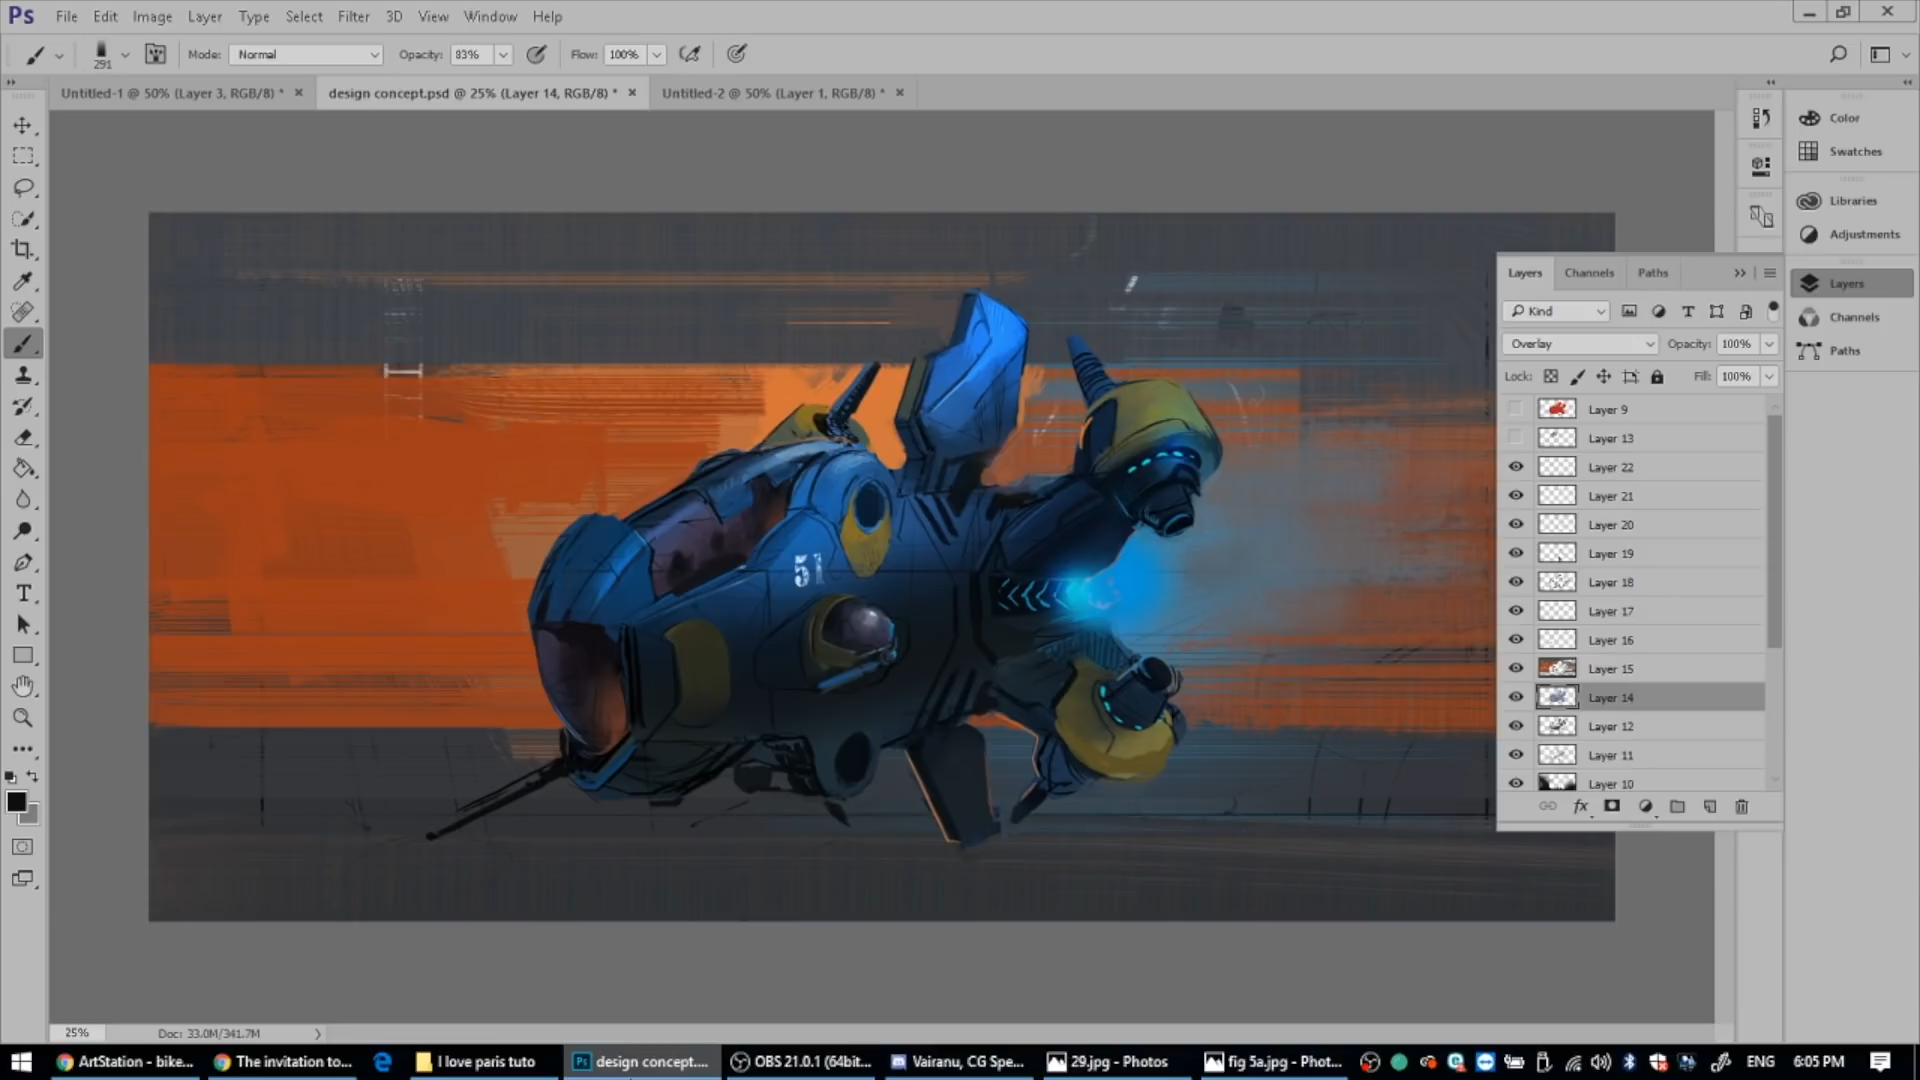 Ps File Edit Image Layer Type Select Filter 3D View Window Help
291 Mode: Normal Opacity: 83% Flow: 100%
Untitled-1 @ 50% (Layer 3, RGB/8) * design concept.psd @ 25% (Layer 14, RGB/8) * Untitled-2 @ 50% (Layer 1, RGB/8) *
Color
Swatches
Libraries
Adjustments
Layers
Channels
Paths
Layers Channels Paths
Kind
Overlay Opacity: 100%
Lock: Fill: 100%
Layer 9
Layer 13
Layer 22
Layer 21
Layer 20
Layer 19
Layer 18
Layer 17
Layer 16
Layer 15
Layer 14
Layer 12
Layer 11
Layer 10
fx
25% Doc: 33.0M/341.7M
ArtStation - bike... The invitation to... I love paris tuto Ps design concept.... OBS 21.0.1 (64bit... Vairanu, CG Spe... 29.jpg - Photos fig 5a.jpg - Phot... ENG 6:05 PM